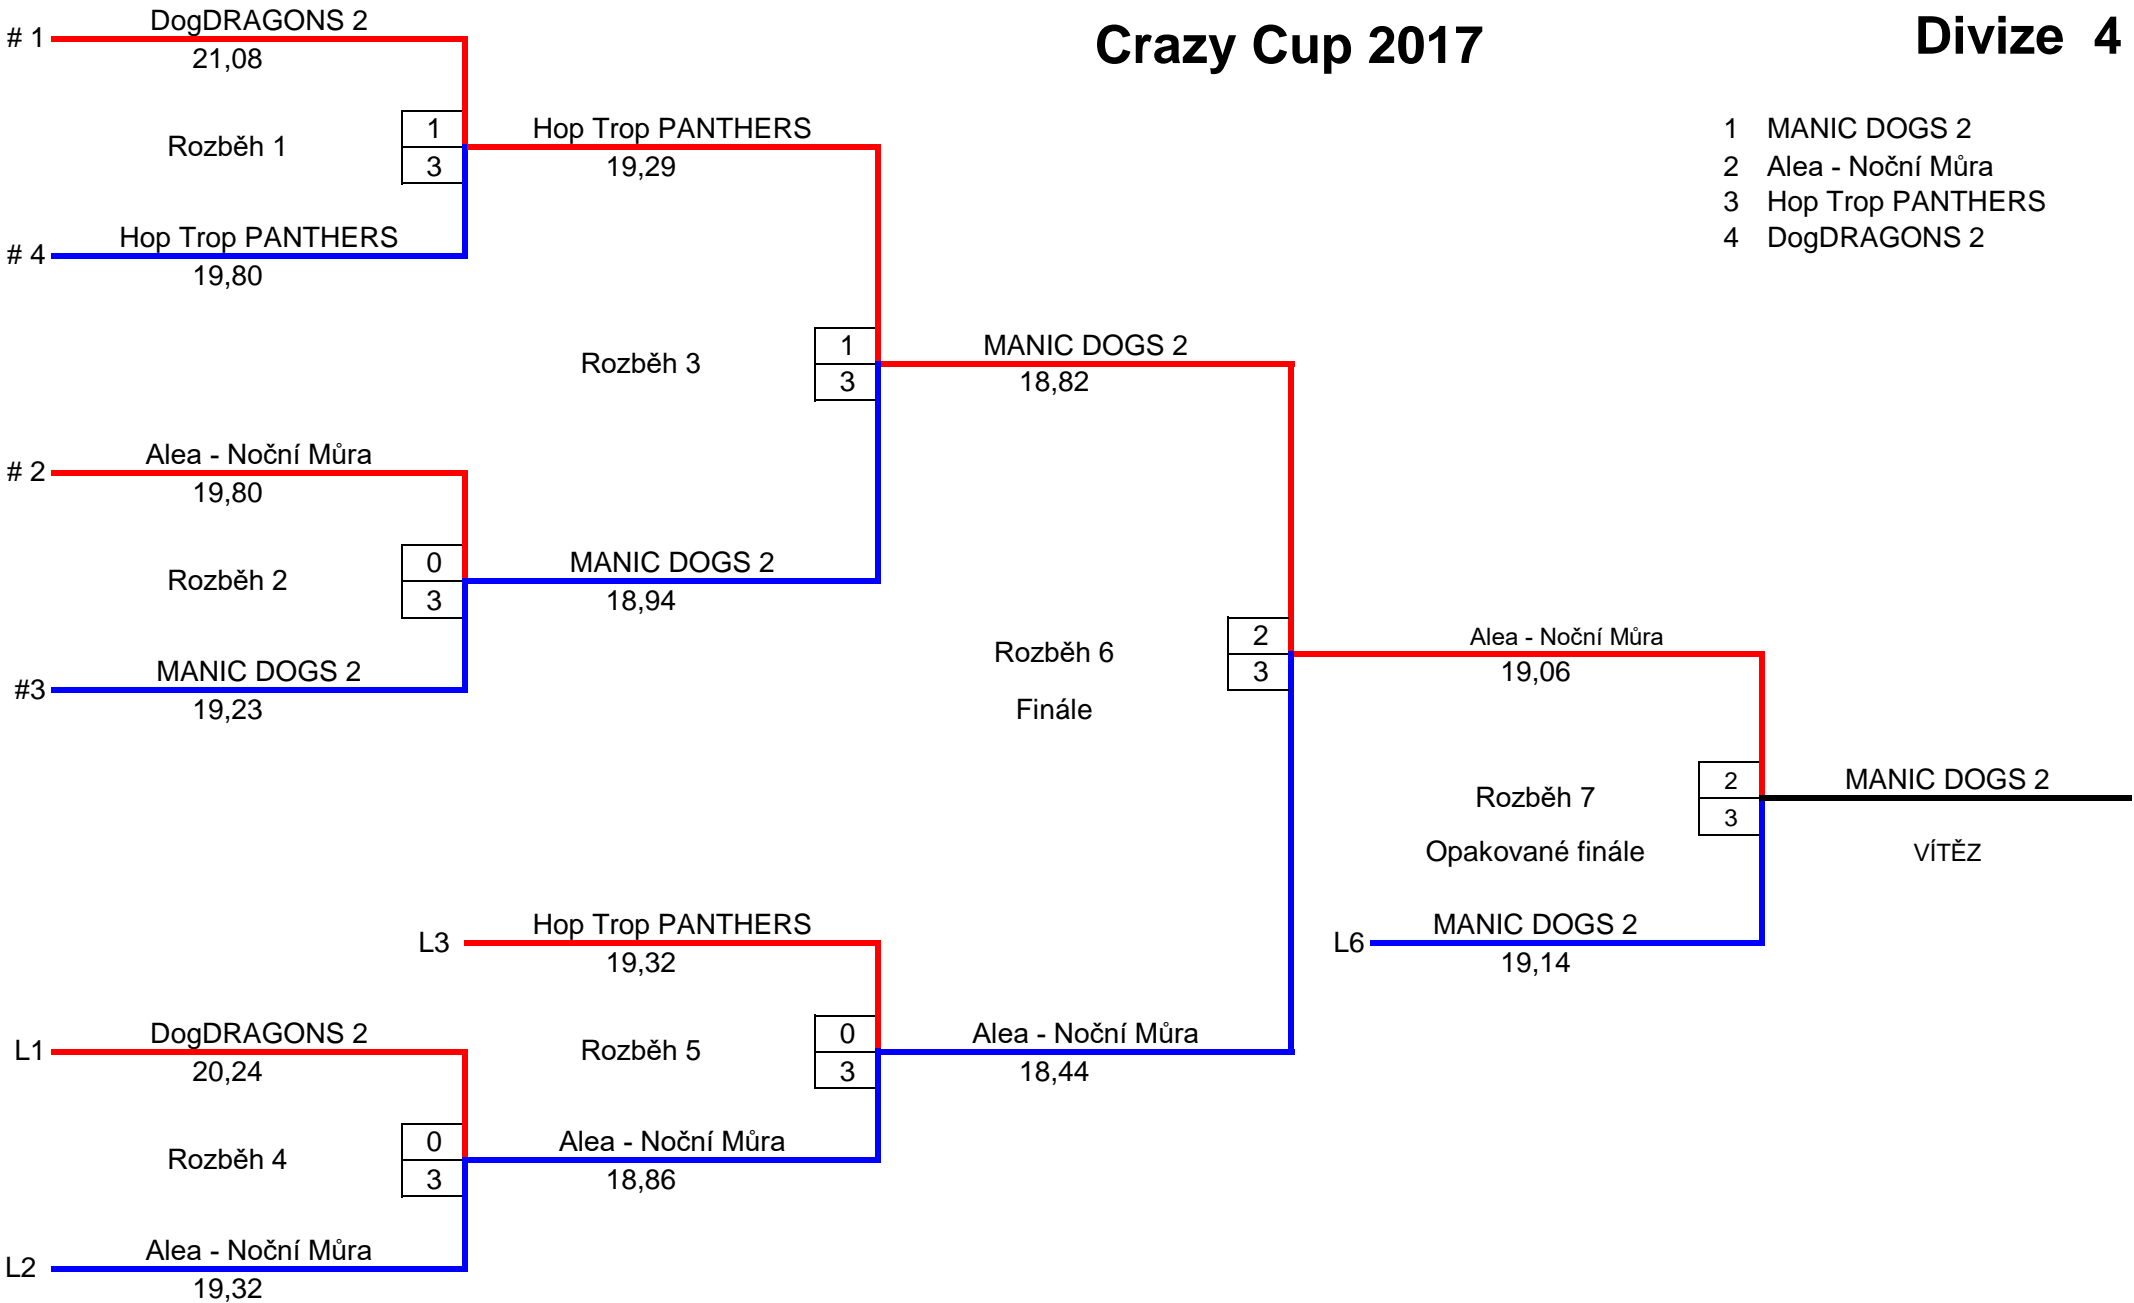 Crazy Cup 2017
Divize 4
1 MANIC DOGS 2
2 Alea - Noční Můra
3 Hop Trop PANTHERS
4 DogDRAGONS 2
# 1
DogDRAGONS 2
21,08
Rozběh 1
1
3
# 4
Hop Trop PANTHERS
19,80
Hop Trop PANTHERS
19,29
Rozběh 3
1
3
# 2
Alea - Noční Můra
19,80
Rozběh 2
0
3
#3
MANIC DOGS 2
19,23
MANIC DOGS 2
18,94
MANIC DOGS 2
18,82
Rozběh 6
2
3
Finále
Alea - Noční Můra
19,06
Rozběh 7
2
3
Opakované finále
MANIC DOGS 2
VÍTĚZ
L6
MANIC DOGS 2
19,14
L3
Hop Trop PANTHERS
19,32
Rozběh 5
0
3
Alea - Noční Můra
18,44
L1
DogDRAGONS 2
20,24
Rozběh 4
0
3
Alea - Noční Můra
18,86
L2
Alea - Noční Můra
19,32